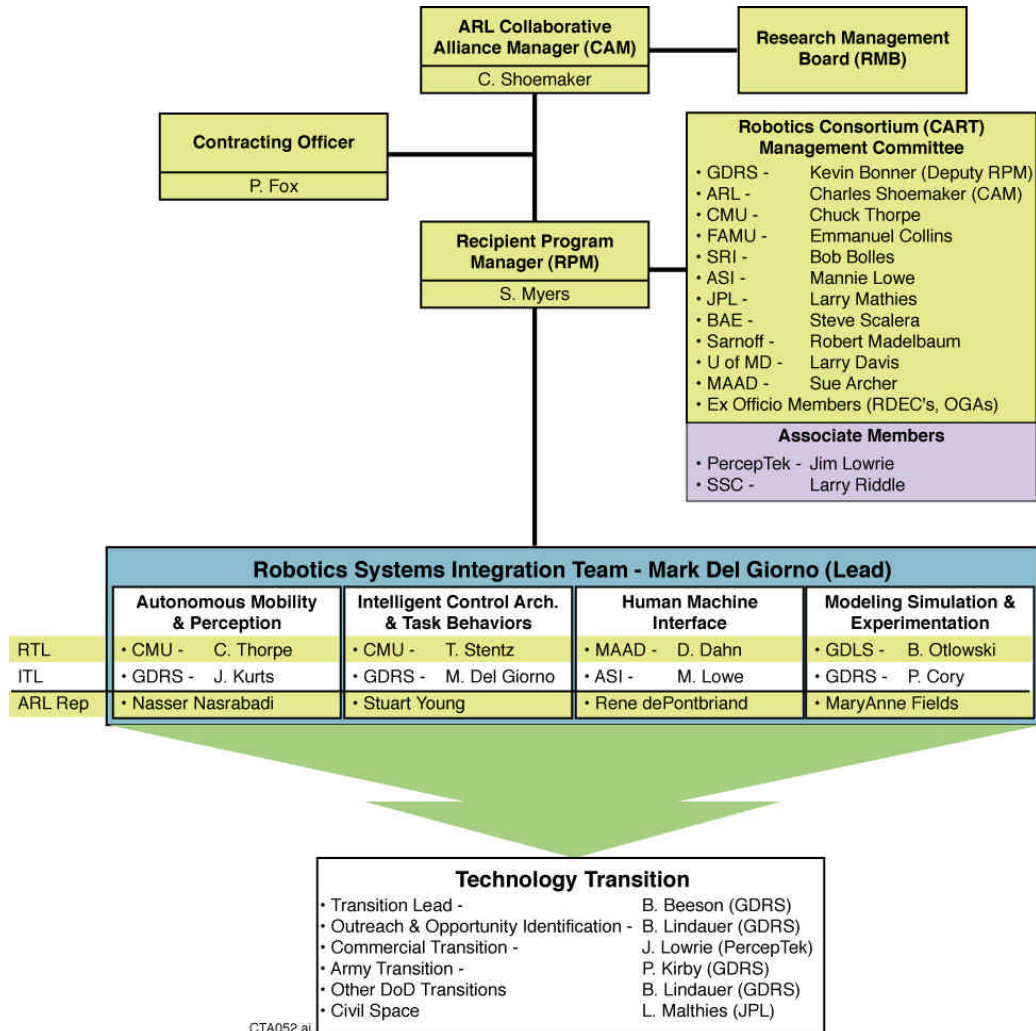 ARL Collaborative
Alliance Manager (CAM)
C. Shoemaker
Research Management
Board (RMB)
Contracting Officer
P. Fox
Robotics Consortium (CART)
Management Committee
• GDRS - Kevin Bonner (Deputy RPM)
• ARL - Charles Shoemaker (CAM)
• CMU - Chuck Thorpe
• FAMU - Emmanuel Collins
• SRI - Bob Bolles
• ASI - Mannie Lowe
• JPL - Larry Mathies
• BAE - Steve Scalera
• Sarnoff - Robert Madelbaum
• U of MD - Larry Davis
• MAAD - Sue Archer
• Ex Officio Members (RDEC's, OGAs)
Associate Members
• PercepTek - Jim Lowrie
• SSC - Larry Riddle
Recipient Program
Manager (RPM)
S. Myers
Robotics Systems Integration Team - Mark Del Giorno (Lead)
Autonomous Mobility Intelligent Control Arch. Human Machine Modeling Simulation &
& Perception & Task Behaviors Interface Experimentation
RTL • CMU - C. Thorpe • CMU - T. Stentz • MAAD - D. Dahn • GDLS - B. Otlowski
ITL • GDRS - J. Kurts • GDRS - M. Del Giorno • ASI - M. Lowe • GDRS - P. Cory
ARL Rep • Nasser Nasrabadi • Stuart Young • Rene dePontbriand • MaryAnne Fields
Technology Transition
• Transition Lead - B. Beeson (GDRS)
• Outreach & Opportunity Identification - B. Lindauer (GDRS)
• Commercial Transition - J. Lowrie (PercepTek)
• Army Transition - P. Kirby (GDRS)
• Other DoD Transitions B. Lindauer (GDRS)
• Civil Space L. Malthies (JPL)
CTA052.ai